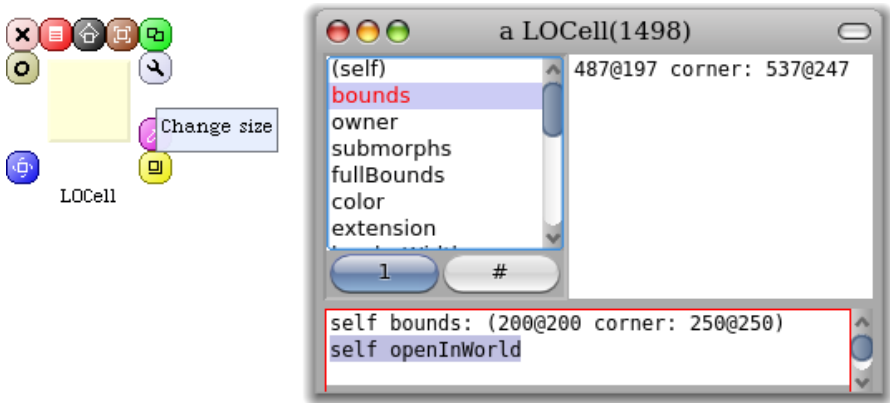 Change size
LOCell
a LOCell(1498)
(self)
bounds
owner
submorphs
fullBounds
color
extension
487@197 corner: 537@247
1
#
self bounds: (200@200 corner: 250@250)
self openInWorld